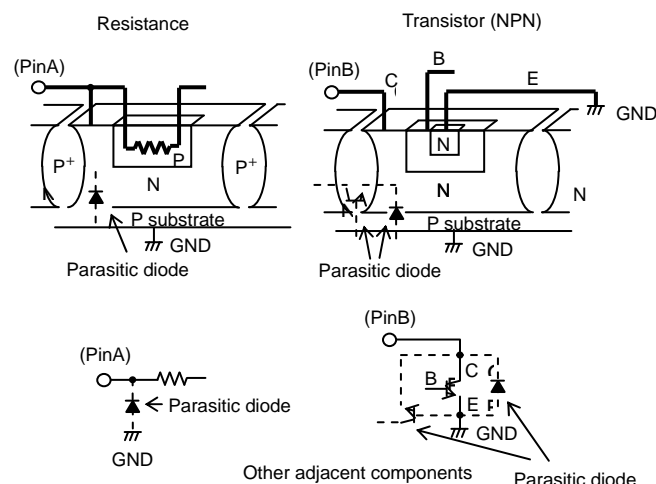 Resistance
Transistor (NPN)
(PinA)
(PinB)
C
B
E
GND
P+
P
P+
N
N
N
N
P substrate
P substrate
GND
GND
Parasitic diode
Parasitic diode
(PinA)
Parasitic diode
GND
(PinB)
C
B
E
GND
Other adjacent components
Parasitic diode